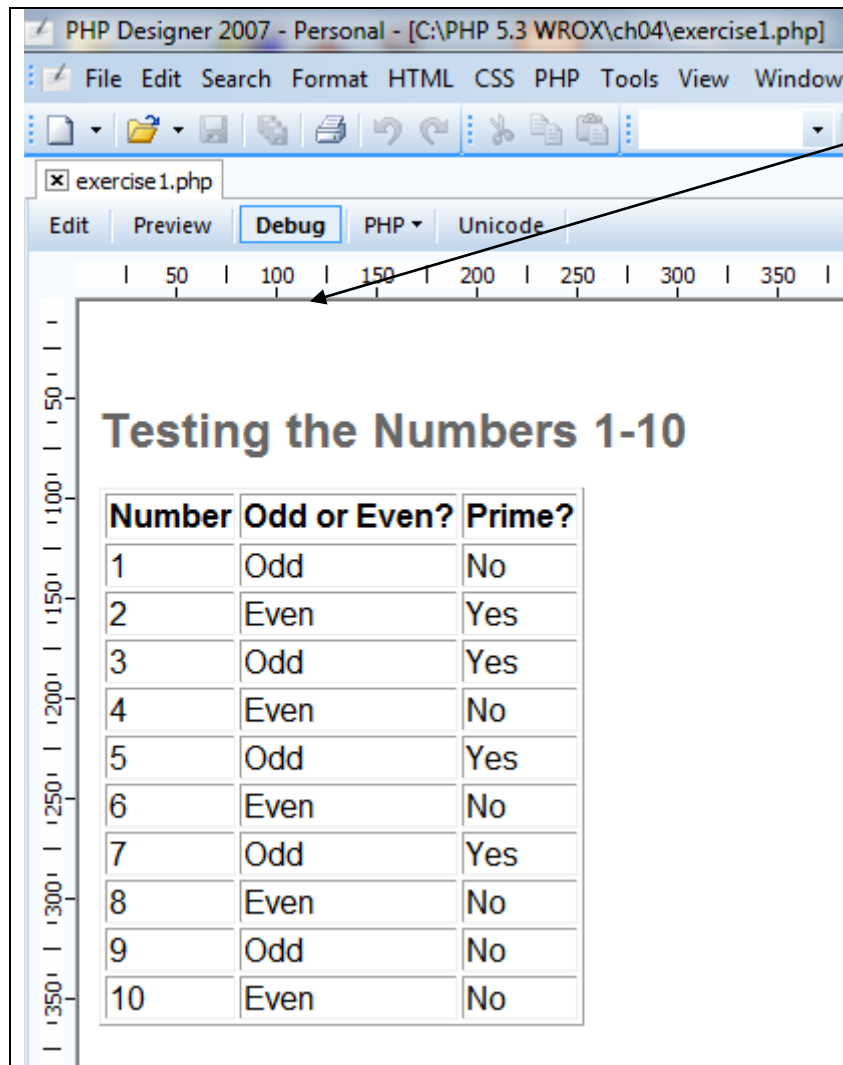 PHP Designer 2007 - Personal - [C:\PHP 5.3 WROX\ch04\exercise1.php]
File Edit Search Format HTML CSS PHP Tools View Window
exercise1.php
Edit Preview Debug PHP Unicode
50 100 150 200 250 300 350
50
100
150
200
250
300
350
Testing the Numbers 1-10
Number Odd or Even? Prime?
1 Odd No
2 Even Yes
3 Odd Yes
4 Even No
5 Odd Yes
6 Even No
7 Odd Yes
8 Even No
9 Odd No
10 Even No